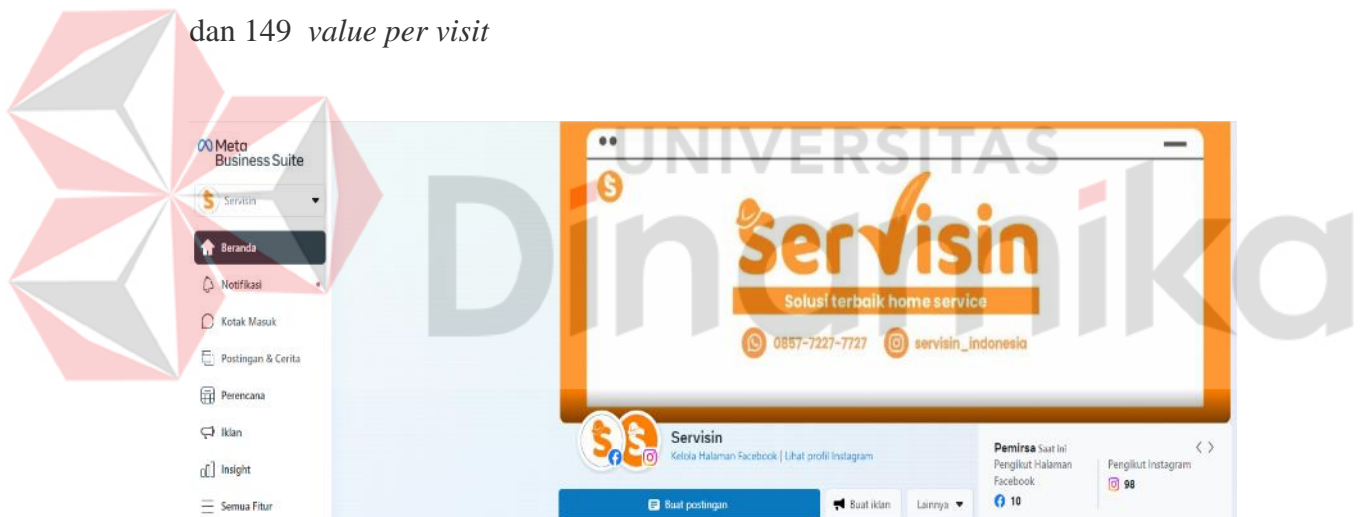 dan 149 value per visit
UNIVERSITAS
Dinamika
Meta
Business Suite
Servisin
Beranda
Notifikasi
Kotak Masuk
Postingan & Cerita
Perencana
Iklan
Insight
Semua Fitur
Servisin
Solusi terbaik home service
0857-7227-7727 servisin_indonesia
Servisin
Kelola Halaman Facebook | Lihat profil Instagram
Buat postingan
Buat iklan
Lainnya
Pemirsa Saat Ini
Pengikut Halaman
Facebook
10
Pengikut Instagram
98